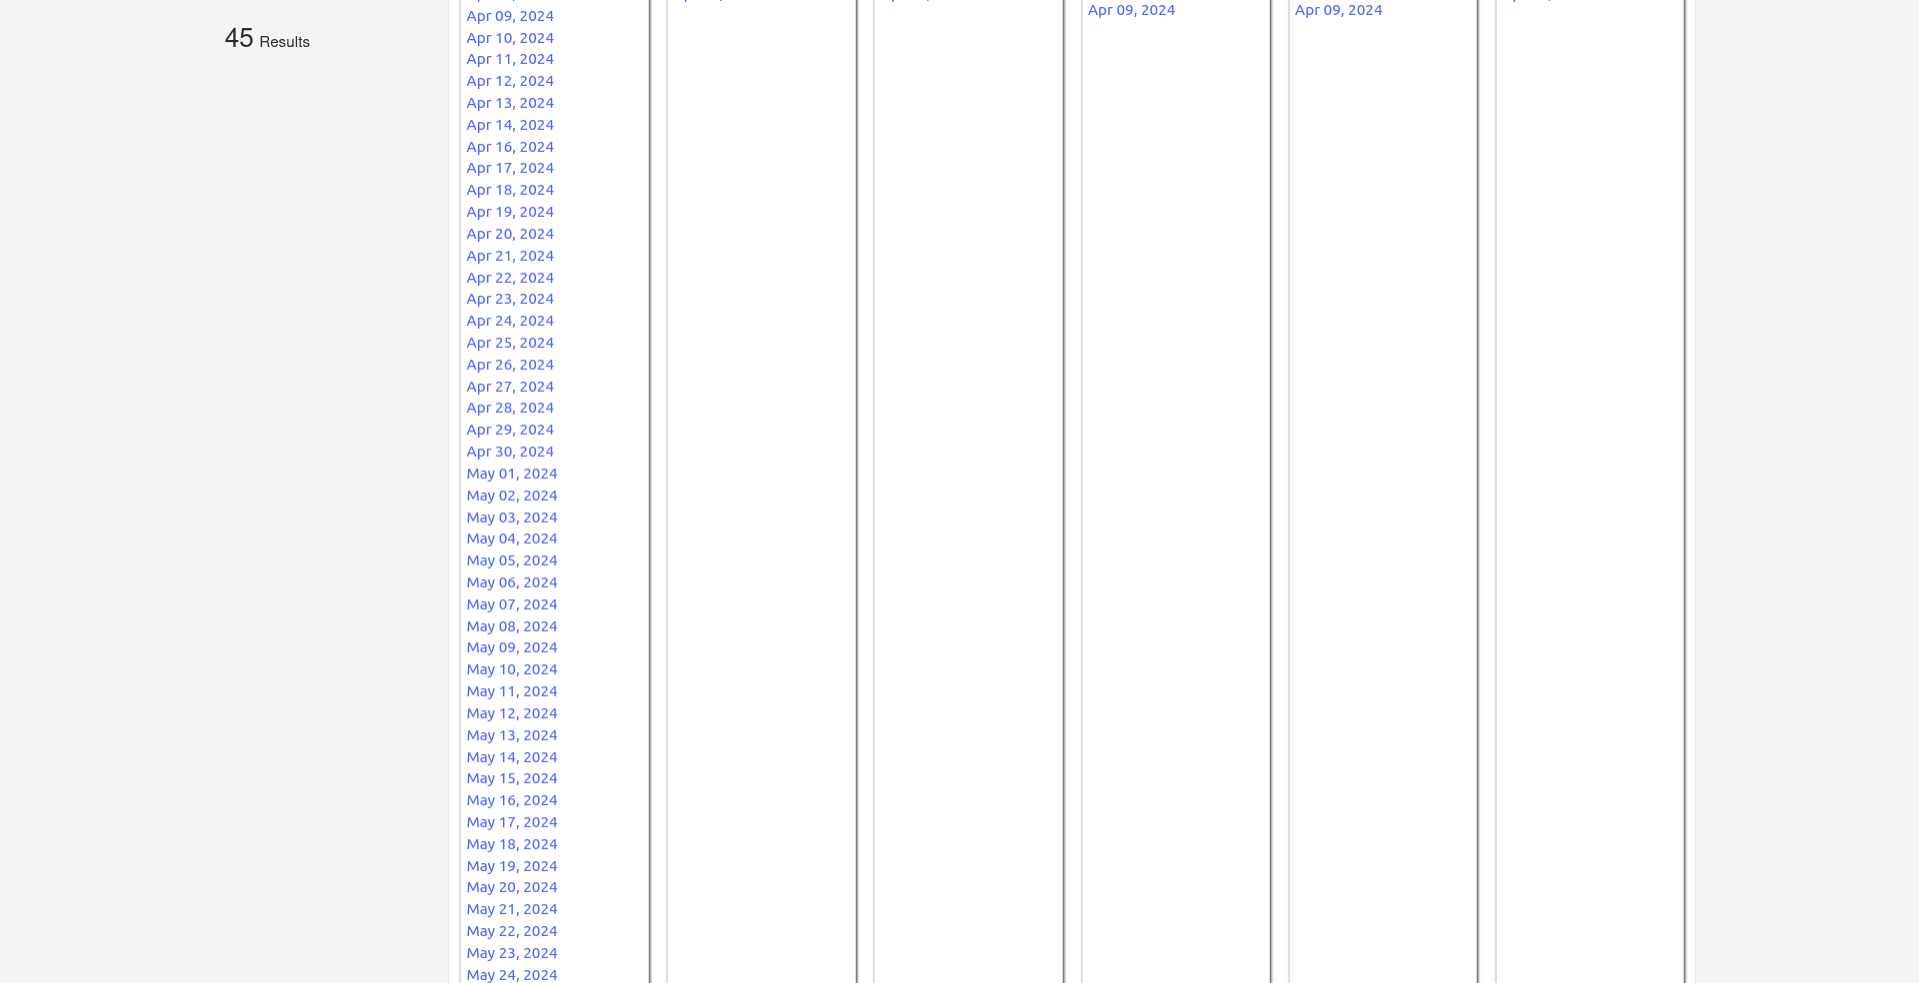 45 Results
Apr 09, 2024
Apr 10, 2024
Apr 11, 2024
Apr 12, 2024
Apr 13, 2024
Apr 14, 2024
Apr 16, 2024
Apr 17, 2024
Apr 18, 2024
Apr 19, 2024
Apr 20, 2024
Apr 21, 2024
Apr 22, 2024
Apr 23, 2024
Apr 24, 2024
Apr 25, 2024
Apr 26, 2024
Apr 27, 2024
Apr 28, 2024
Apr 29, 2024
Apr 30, 2024
May 01, 2024
May 02, 2024
May 03, 2024
May 04, 2024
May 05, 2024
May 06, 2024
May 07, 2024
May 08, 2024
May 09, 2024
May 10, 2024
May 11, 2024
May 12, 2024
May 13, 2024
May 14, 2024
May 15, 2024
May 16, 2024
May 17, 2024
May 18, 2024
May 19, 2024
May 20, 2024
May 21, 2024
May 22, 2024
May 23, 2024
May 24, 2024
Apr 09, 2024
Apr 09, 2024